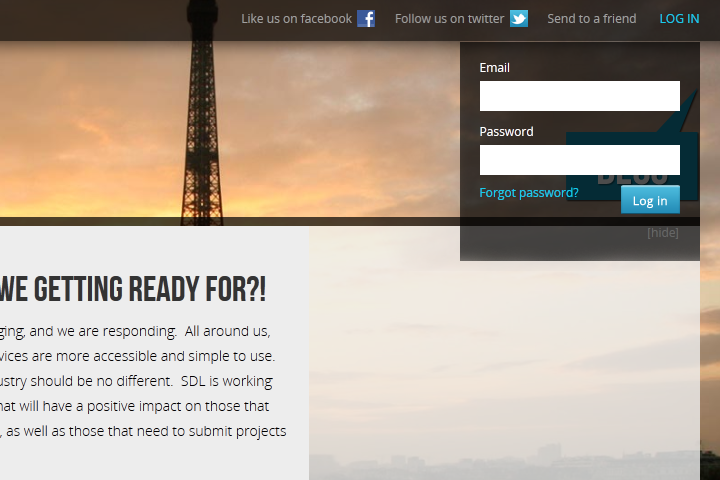 Like us on facebook Follow us on twitter Send to a friend LOG IN
Email
Password
Forgot password? Log in
[hide]
WE GETTING READY FOR?!
ging, and we are responding. All around us,
vices are more accessible and simple to use.
ustry should be no different. SDL is working
hat will have a positive impact on those that
, as well as those that need to submit projects